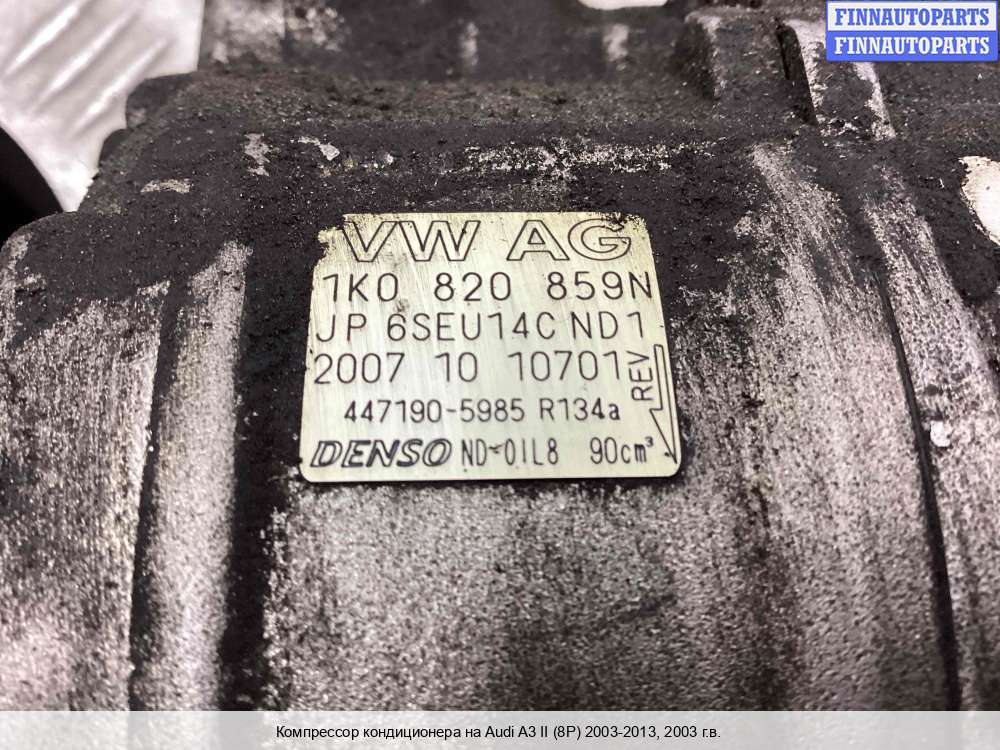 FINNAUTOPARTS
FINNAUTOPARTS
VW AG
1K0 820 859N
JP 6SEU14C ND1
2007 10 10701
REV
447190-5985 R134a
DENSO ND-OIL8 90cm³
Компрессор кондиционера на Audi A3 II (8P) 2003-2013, 2003 г.в.